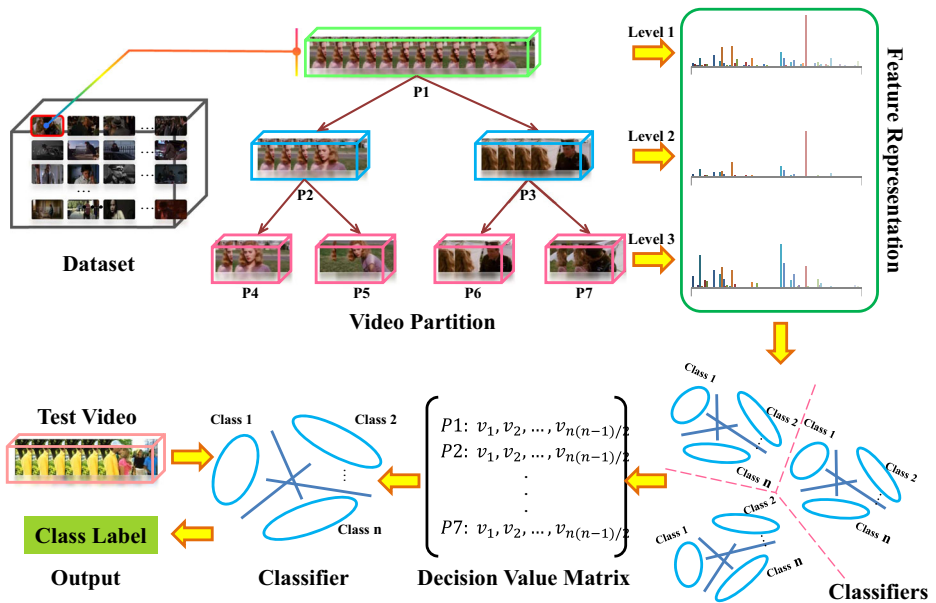 Level 1
P1
Level 2
P2
P3
Level 3
P4
P5
P6
P7
Dataset
Video Partition
Feature Representation
Test Video
Class 1
Class 2
...
Class n
P1: v₁, v₂, ..., vₙ₍ₙ₋₁₎/₂
P2: v₁, v₂, ..., vₙ₍ₙ₋₁₎/₂
.
.
.
P7: v₁, v₂, ..., vₙ₍ₙ₋₁₎/₂
Class 1
Class 2
Class n
Class 1
Class 2
Class n
Class 1
Class 2
Class n
Class Label
Output
Classifier
Decision Value Matrix
Classifiers